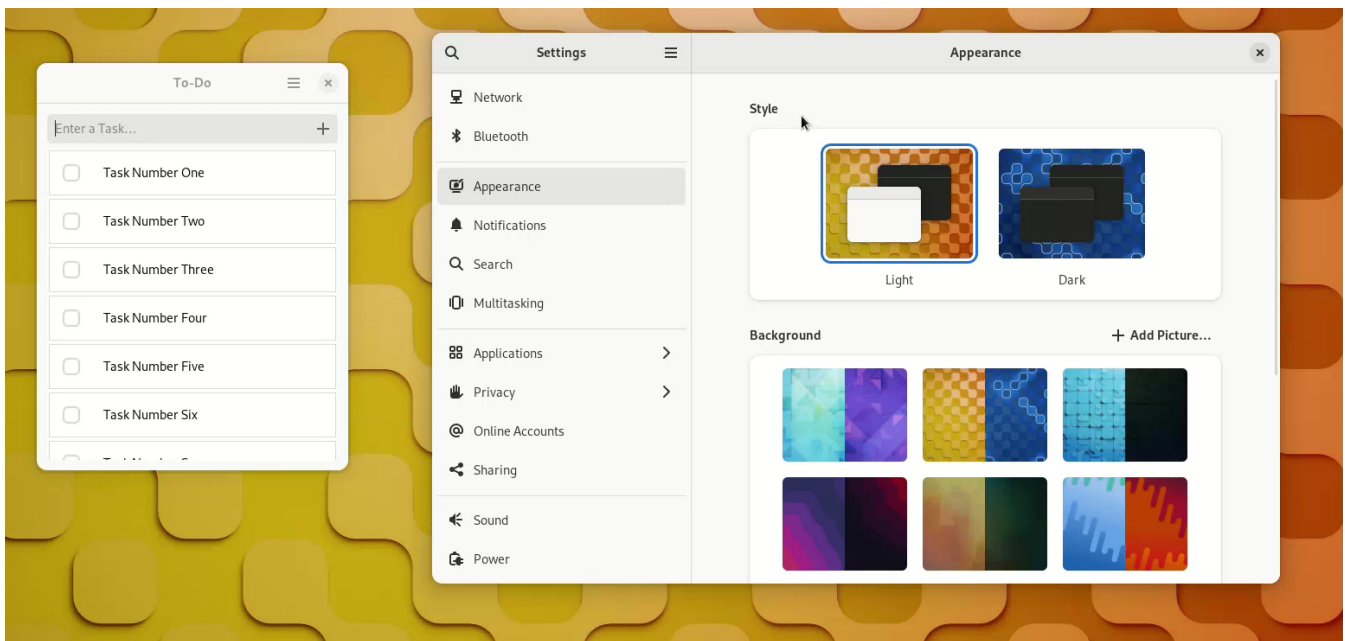 To-Do
Enter a Task...
Task Number One
Task Number Two
Task Number Three
Task Number Four
Task Number Five
Task Number Six
Settings
Network
Bluetooth
Appearance
Notifications
Search
Multitasking
Applications
Privacy
Online Accounts
Sharing
Sound
Power
Appearance
Style
Light
Dark
Background
Add Picture...